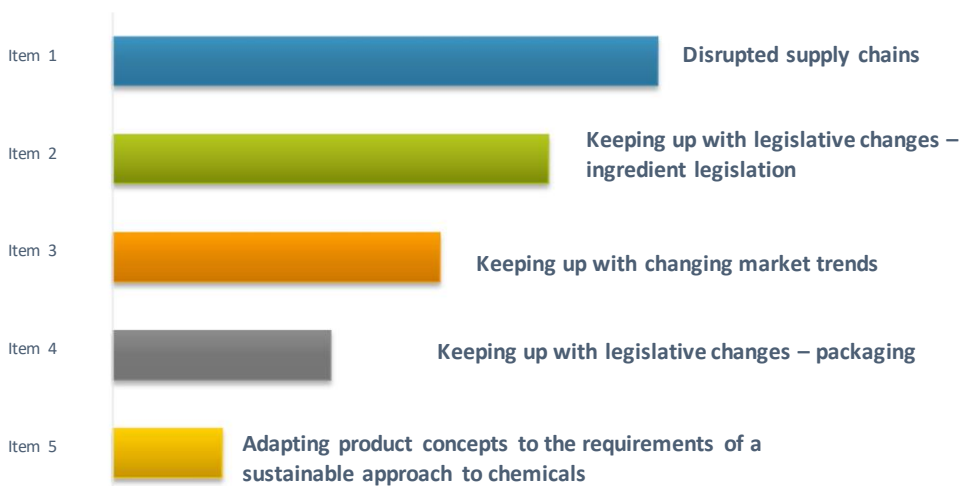 Item 1
Disrupted supply chains
Item 2
Keeping up with legislative changes –
ingredient legislation
Item 3
Keeping up with changing market trends
Item 4
Keeping up with legislative changes – packaging
Item 5
Adapting product concepts to the requirements of a
sustainable approach to chemicals